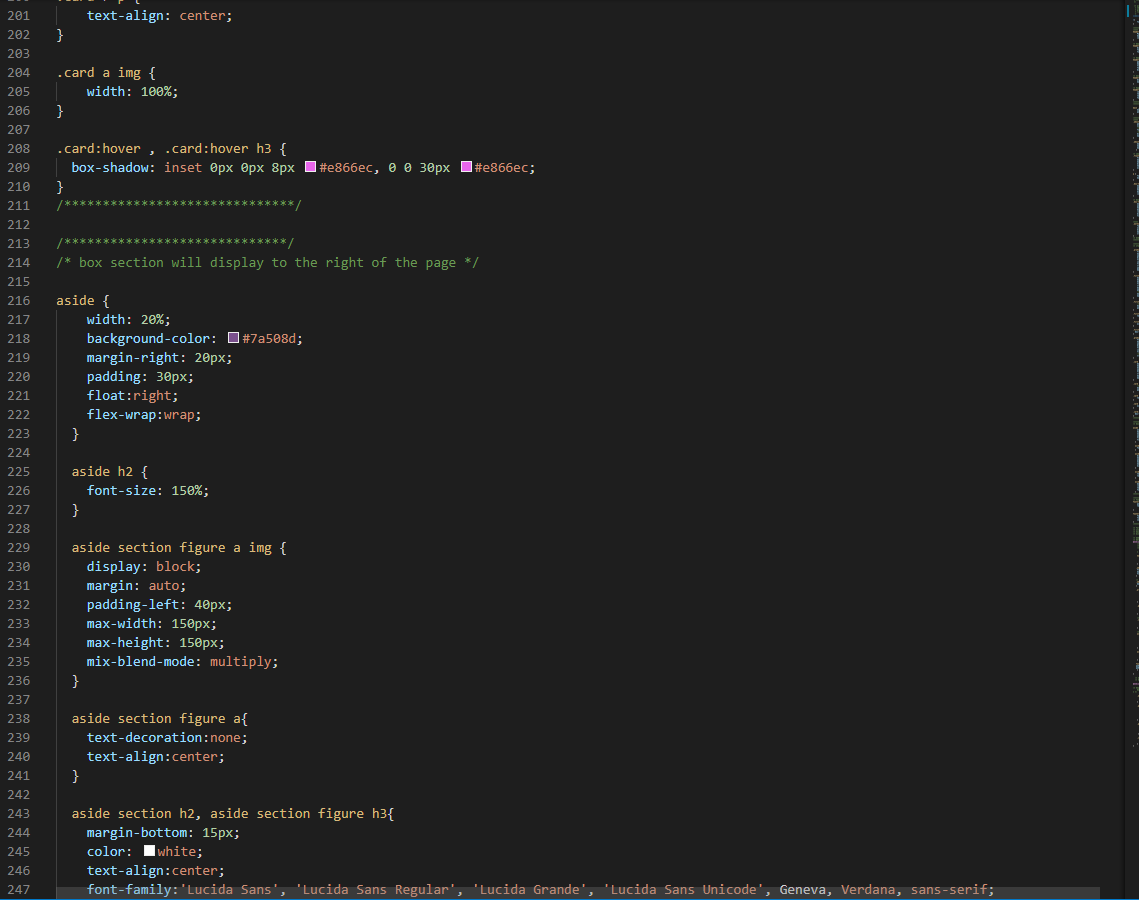 201 text-align: center;
202 }
203
204 .card a img {
205 width: 100%;
206 }
207
208 .card:hover , .card:hover h3 {
209 box-shadow: inset 0px 0px 8px #e866ec, 0 0 30px #e866ec;
210 }
211 /******************************/
212
213 /*****************************/
214 /* box section will display to the right of the page */
215
216 aside {
217 width: 20%;
218 background-color: #7a508d;
219 margin-right: 20px;
220 padding: 30px;
221 float:right;
222 flex-wrap:wrap;
223 }
224
225 aside h2 {
226 font-size: 150%;
227 }
228
229 aside section figure a img {
230 display: block;
231 margin: auto;
232 padding-left: 40px;
233 max-width: 150px;
234 max-height: 150px;
235 mix-blend-mode: multiply;
236 }
237
238 aside section figure a{
239 text-decoration:none;
240 text-align:center;
241 }
242
243 aside section h2, aside section figure h3{
244 margin-bottom: 15px;
245 color: white;
246 text-align:center;
247 font-family:'Lucida Sans', 'Lucida Sans Regular', 'Lucida Grande', 'Lucida Sans Unicode', Geneva, Verdana, sans-serif;